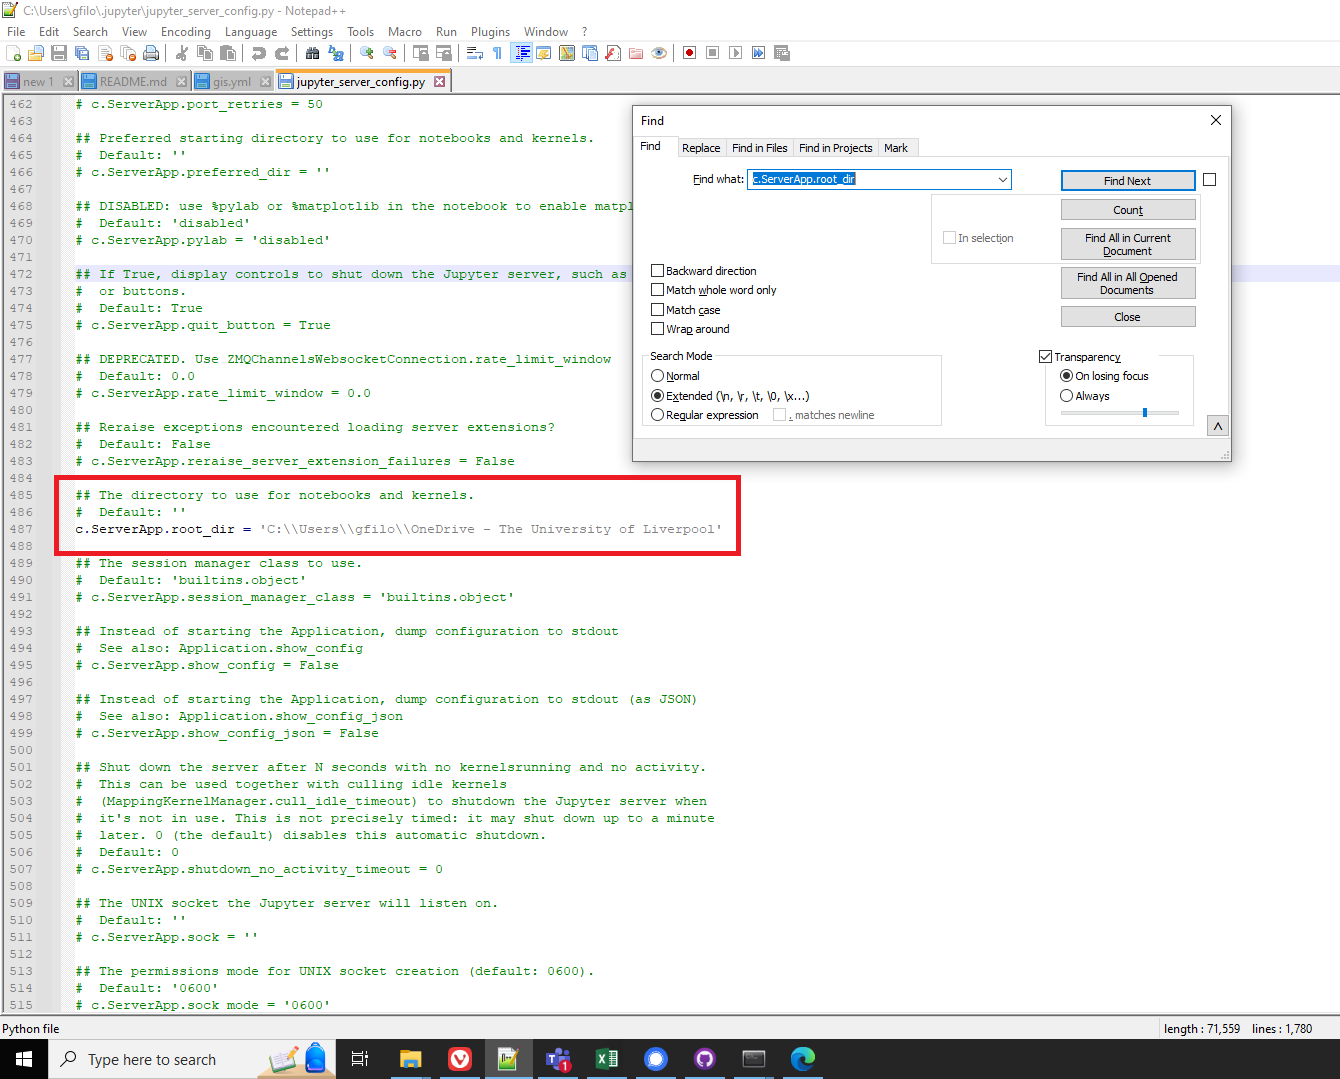 C:\Users\gfilo\.jupyter\jupyter_server_config.py - Notepad++
File Edit Search View Encoding Language Settings Tools Macro Run Plugins Window ?
new 1 README.md gis.yml jupyter_server_config.py
462 # c.ServerApp.port_retries = 50
463
464 ## Preferred starting directory to use for notebooks and kernels.
465 #  Default: ''
466 # c.ServerApp.preferred_dir = ''
467
468 ## DISABLED: use %pylab or %matplotlib in the notebook to enable matpl
469 #  Default: 'disabled'
470 # c.ServerApp.pylab = 'disabled'
471
472 ## If True, display controls to shut down the Jupyter server, such as
473 #  or buttons.
474 #  Default: True
475 # c.ServerApp.quit_button = True
476
477 ## DEPRECATED. Use ZMQChannelsWebsocketConnection.rate_limit_window
478 #  Default: 0.0
479 # c.ServerApp.rate_limit_window = 0.0
480
481 ## Reraise exceptions encountered loading server extensions?
482 #  Default: False
483 # c.ServerApp.reraise_server_extension_failures = False
484
485 ## The directory to use for notebooks and kernels.
486 #  Default: ''
487 c.ServerApp.root_dir = 'C:\\Users\\gfilo\\OneDrive - The University of Liverpool'
488
489 ## The session manager class to use.
490 #  Default: 'builtins.object'
491 # c.ServerApp.session_manager_class = 'builtins.object'
492
493 ## Instead of starting the Application, dump configuration to stdout
494 #  See also: Application.show_config
495 # c.ServerApp.show_config = False
496
497 ## Instead of starting the Application, dump configuration to stdout (as JSON)
498 #  See also: Application.show_config_json
499 # c.ServerApp.show_config_json = False
500
501 ## Shut down the server after N seconds with no kernelsrunning and no activity.
502 #  This can be used together with culling idle kernels
503 #  (MappingKernelManager.cull_idle_timeout) to shutdown the Jupyter server when
504 #  it's not in use. This is not precisely timed: it may shut down up to a minute
505 #  later. 0 (the default) disables this automatic shutdown.
506 #  Default: 0
507 # c.ServerApp.shutdown_no_activity_timeout = 0
508
509 ## The UNIX socket the Jupyter server will listen on.
510 #  Default: ''
511 # c.ServerApp.sock = ''
512
513 ## The permissions mode for UNIX socket creation (default: 0600).
514 #  Default: '0600'
515 # c.ServerApp.sock_mode = '0600'
Find
Find Replace Find in Files Find in Projects Mark
Find what: c.ServerApp.root_dir
Find Next
Count
In selection
Find All in Current
Document
Find All in All Opened
Documents
Close
Backward direction
Match whole word only
Match case
Wrap around
Search Mode
Normal
Extended (\n, \r, \t, \0, \x...)
Regular expression . matches newline
Transparency
On losing focus
Always
Python file length : 71,559 lines : 1,780
Type here to search
1